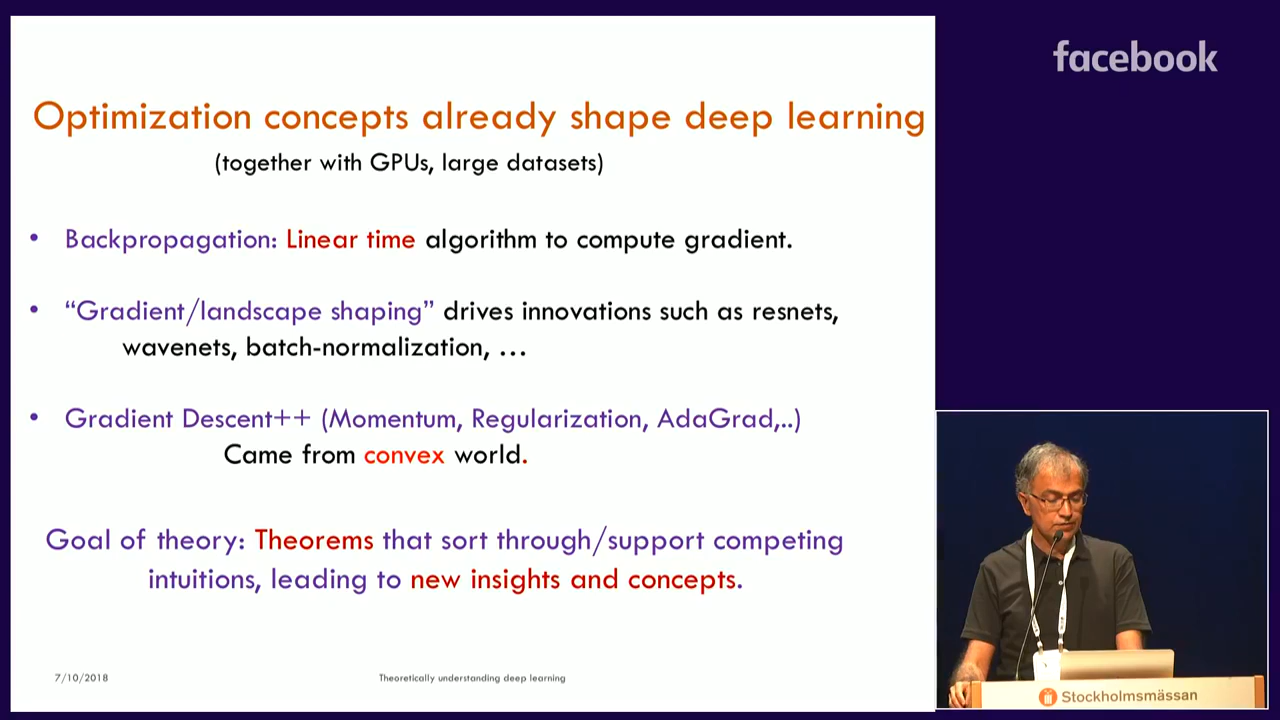 facebook
Optimization concepts already shape deep learning
(together with GPUs, large datasets)
• Backpropagation: Linear time algorithm to compute gradient.
• “Gradient/landscape shaping” drives innovations such as resnets,
wavenets, batch-normalization, …
• Gradient Descent++ (Momentum, Regularization, AdaGrad,..)
Came from convex world.
Goal of theory: Theorems that sort through/support competing
intuitions, leading to new insights and concepts.
7/10/2018
Theoretically understanding deep learning
Stockholmsmässan